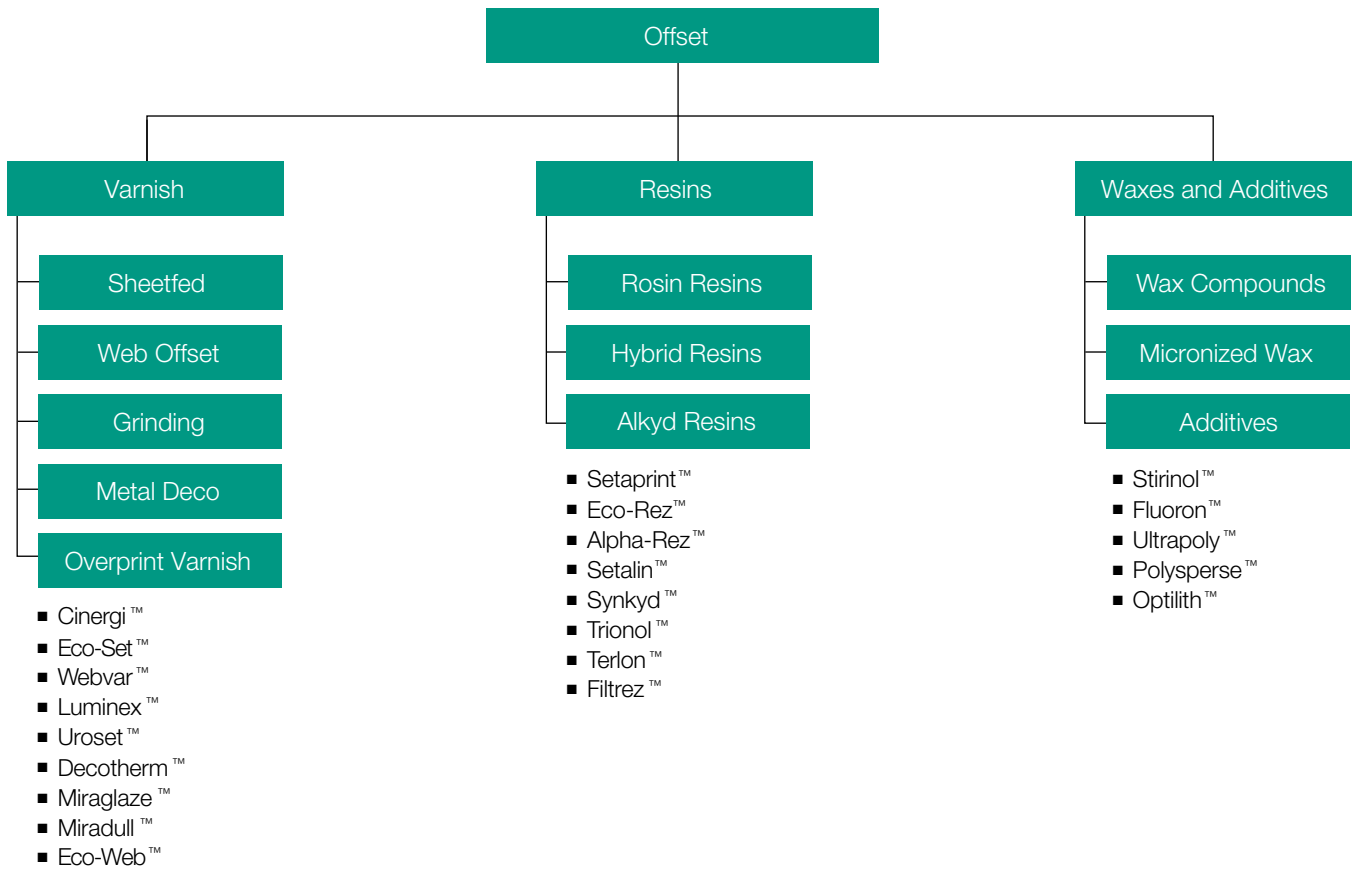 Offset
Varnish
Sheetfed
Web Offset
Grinding
Metal Deco
Overprint Varnish
■ Cinergi™
■ Eco-Set™
■ Webvar™
■ Luminex™
■ Uroset™
■ Decotherm™
■ Miraglaze™
■ Miradull™
■ Eco-Web™
Resins
Rosin Resins
Hybrid Resins
Alkyd Resins
■ Setaprint™
■ Eco-Rez™
■ Alpha-Rez™
■ Setalin™
■ Synkyd™
■ Trionol™
■ Terlon™
■ Filtrez™
Waxes and Additives
Wax Compounds
Micronized Wax
Additives
■ Stirinol™
■ Fluoron™
■ Ultrapoly™
■ Polysperse™
■ Optilith™